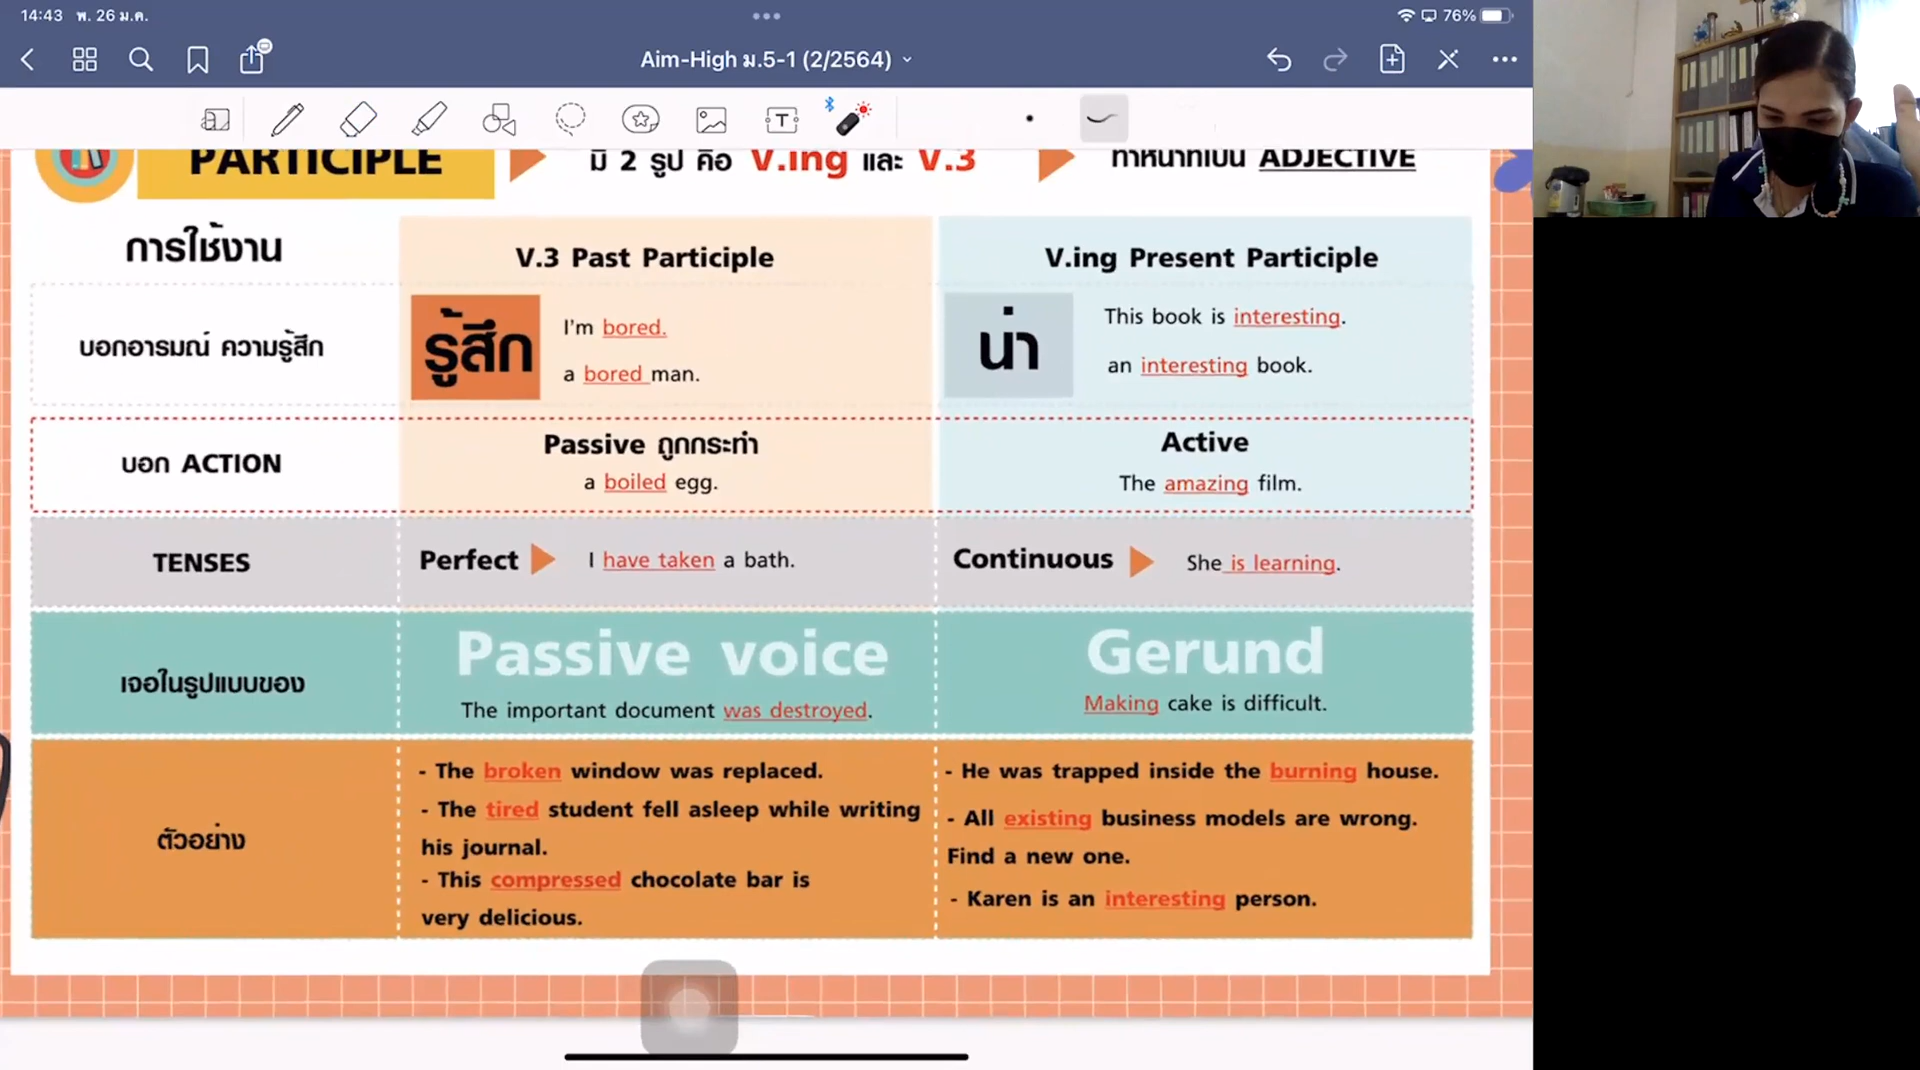 14:43 พ. 26 ม.ค.
76%
Aim-High ม.5-1 (2/2564)
PARTICIPLE
มี 2 รูป คือ V.ing และ V.3
ทำหน้าที่เป็น ADJECTIVE
การใช้งาน
V.3 Past Participle
V.ing Present Participle
บอกอารมณ์ ความรู้สึก
รู้สึก
I'm bored.
a bored man.
น่า
This book is interesting.
an interesting book.
บอก ACTION
Passive ถูกกระทำ
a boiled egg.
Active
The amazing film.
TENSES
Perfect
I have taken a bath.
Continuous
She is learning.
เจอในรูปแบบของ
Passive voice
The important document was destroyed.
Gerund
Making cake is difficult.
ตัวอย่าง
- The broken window was replaced.
- The tired student fell asleep while writing
his journal.
- This compressed chocolate bar is
very delicious.
- He was trapped inside the burning house.
- All existing business models are wrong.
Find a new one.
- Karen is an interesting person.